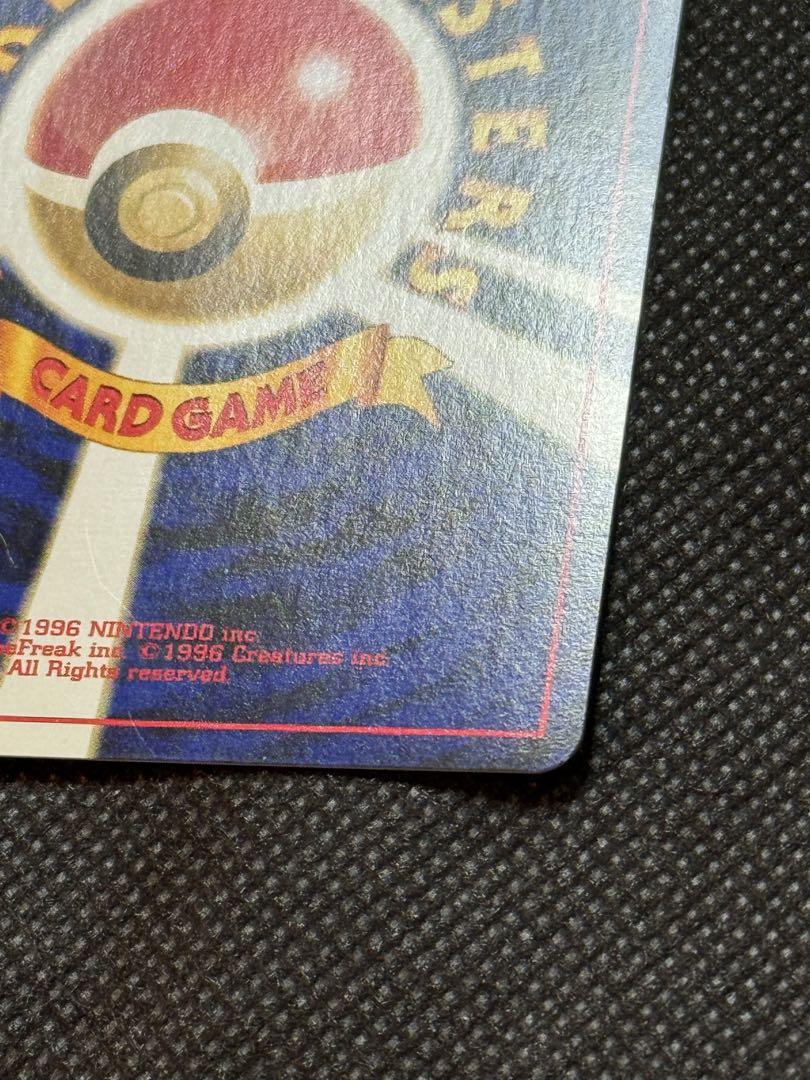 STERS
CARD GAME
©1996 NINTENDO inc
eFreak inc. ©1996 Creatures inc.
All Rights reserved.